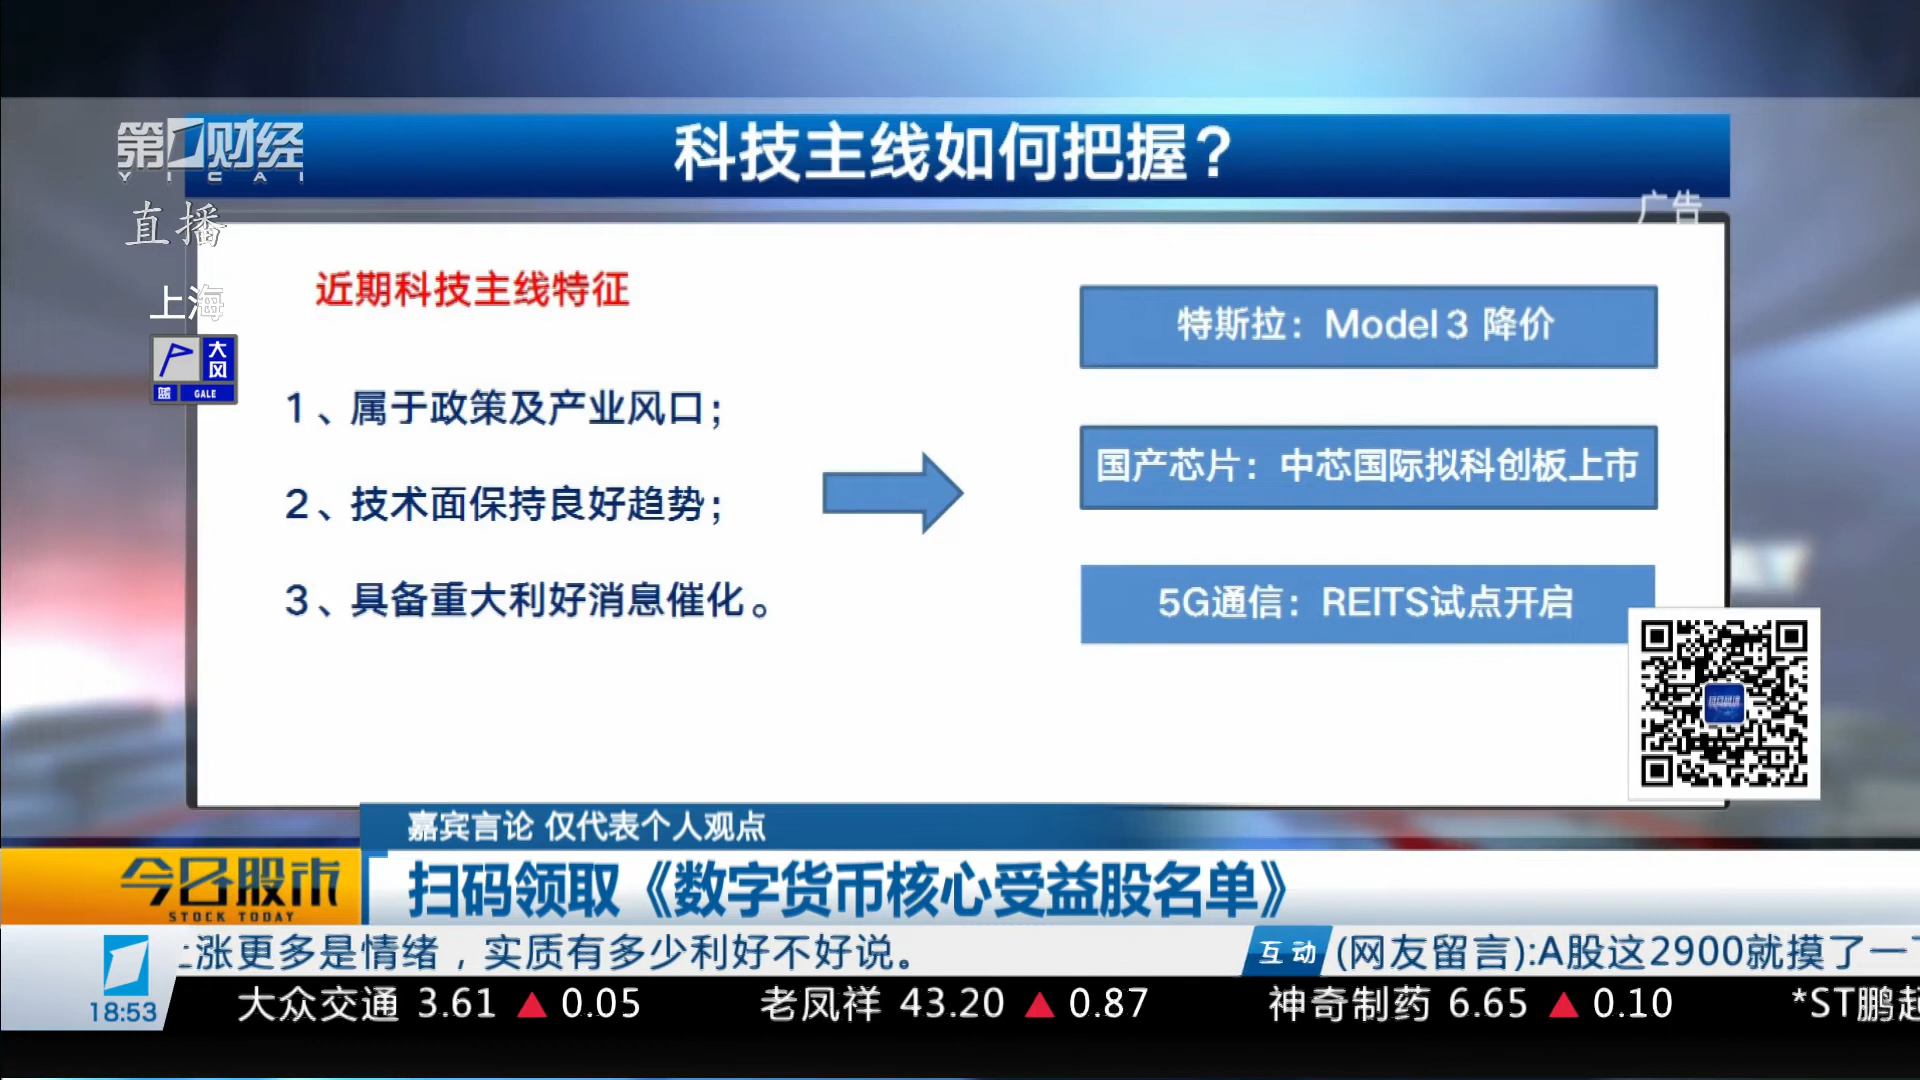 科技主线如何把握？
第一财经
YICAI
直播
广告
上海
大风
蓝 GALE
近期科技主线特征
1、属于政策及产业风口；
2、技术面保持良好趋势；
3、具备重大利好消息催化。
特斯拉：Model 3 降价
国产芯片：中芯国际拟科创板上市
5G通信：REITS试点开启
嘉宾言论 仅代表个人观点
今日股市
STOCK TODAY
扫码领取《数字货币核心受益股名单》
涨更多是情绪，实质有多少利好不好说。 互动 (网友留言):A股这2900就摸了一
18:53
大众交通 3.61 ▲ 0.05 老凤祥 43.20 ▲ 0.87 神奇制药 6.65 ▲ 0.10 *ST鹏起